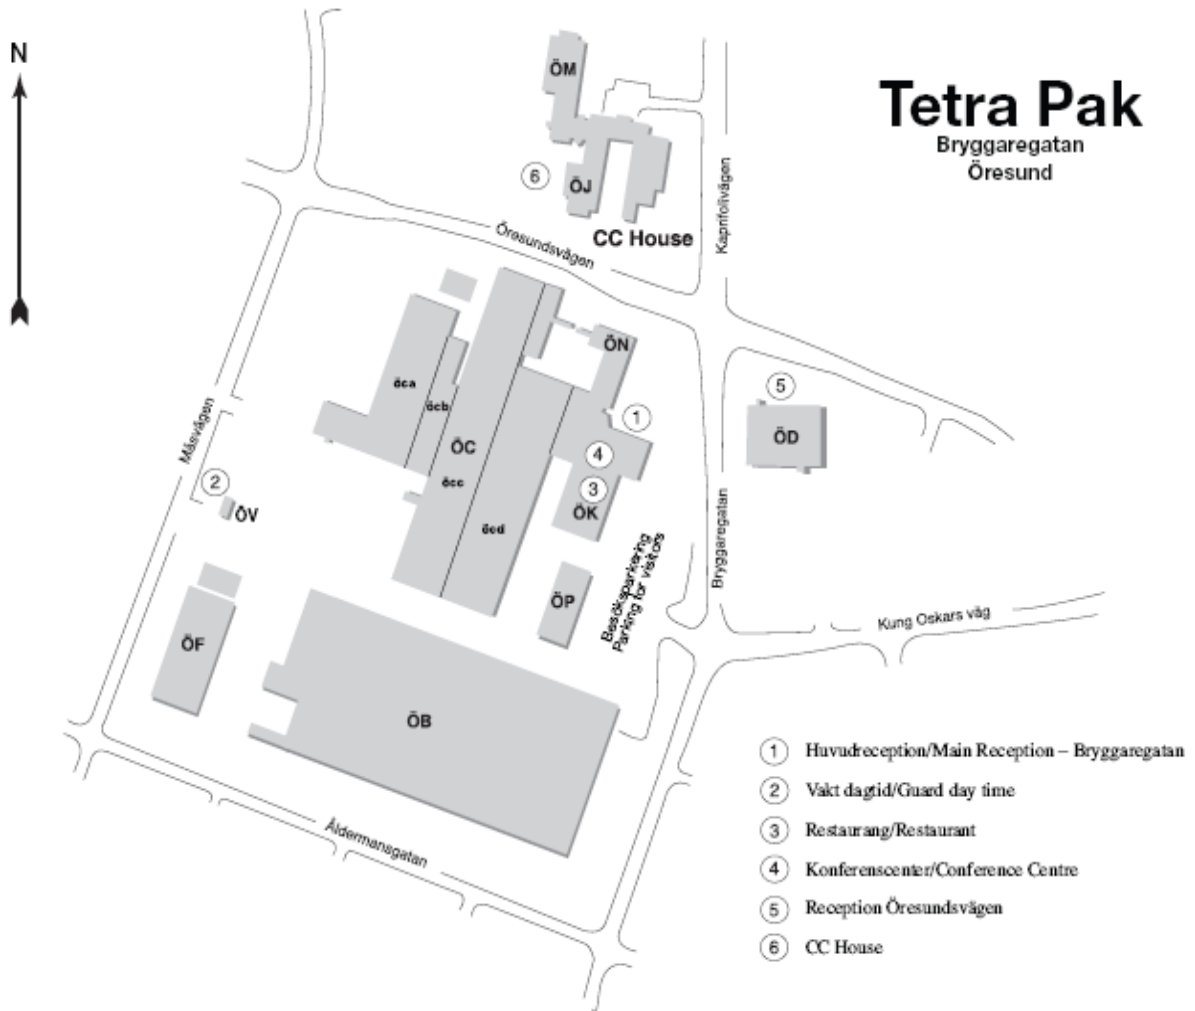 N
Tetra Pak
Bryggaregatan
Öresund
ÖM
6
ÖJ
CC House
Kaprifolivägen
Öresundsvägen
ÖN
öca
öcb
1
5
ÖD
Måsvägen
ÖC
4
öcc
3
2
ÖV
ÖK
öcd
Bryggaregatan
Besöksparkering
Parking for visitors
ÖP
Kung Oskars väg
ÖF
ÖB
Åldermansgatan
1 Huvudreception/Main Reception – Bryggaregatan
2 Vakt dagtid/Guard day time
3 Restaurang/Restaurant
4 Konferenscenter/Conference Centre
5 Reception Öresundsvägen
6 CC House